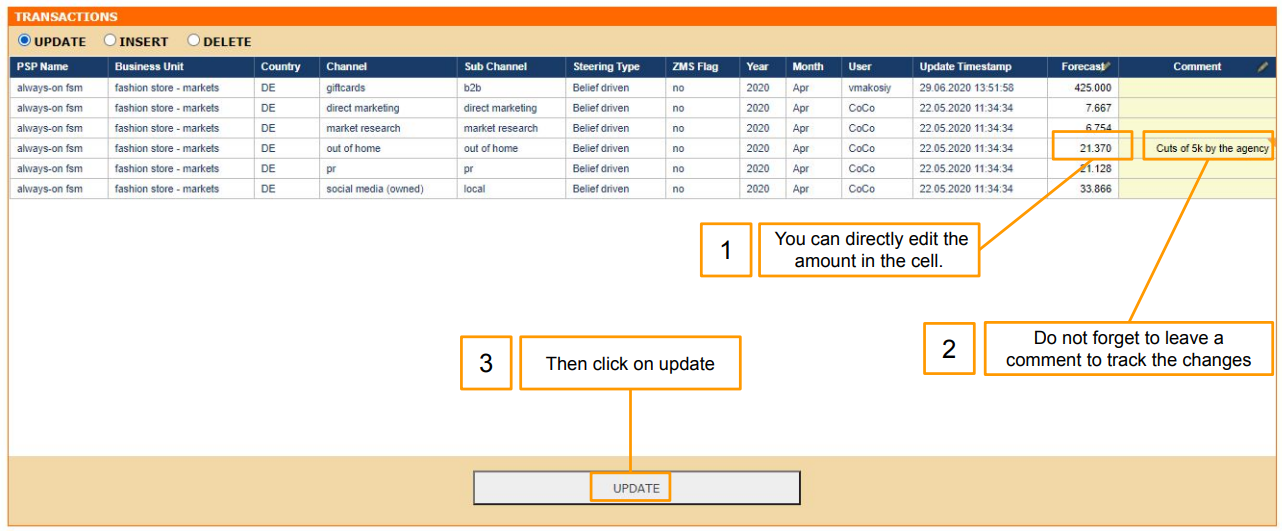 TRANSACTIONS
UPDATE INSERT DELETE
PSP Name Business Unit Country Channel Sub Channel Steering Type ZMS Flag Year Month User Update Timestamp Forecast Comment
always-on fsm fashion store - markets DE giftcards b2b Belief driven no 2020 Apr vmakosiy 29.06.2020 13:51:58 425.000
always-on fsm fashion store - markets DE direct marketing direct marketing Belief driven no 2020 Apr CoCo 22.05.2020 11:34:34 7.667
always-on fsm fashion store - markets DE market research market research Belief driven no 2020 Apr CoCo 22.05.2020 11:34:34 6.754
always-on fsm fashion store - markets DE out of home out of home Belief driven no 2020 Apr CoCo 22.05.2020 11:34:34 21.370 Cuts of 5k by the agency
always-on fsm fashion store - markets DE pr pr Belief driven no 2020 Apr CoCo 22.05.2020 11:34:34 21.128
always-on fsm fashion store - markets DE social media (owned) local Belief driven no 2020 Apr CoCo 22.05.2020 11:34:34 33.866
1
You can directly edit the
amount in the cell.
2
Do not forget to leave a
comment to track the changes
3
Then click on update
UPDATE